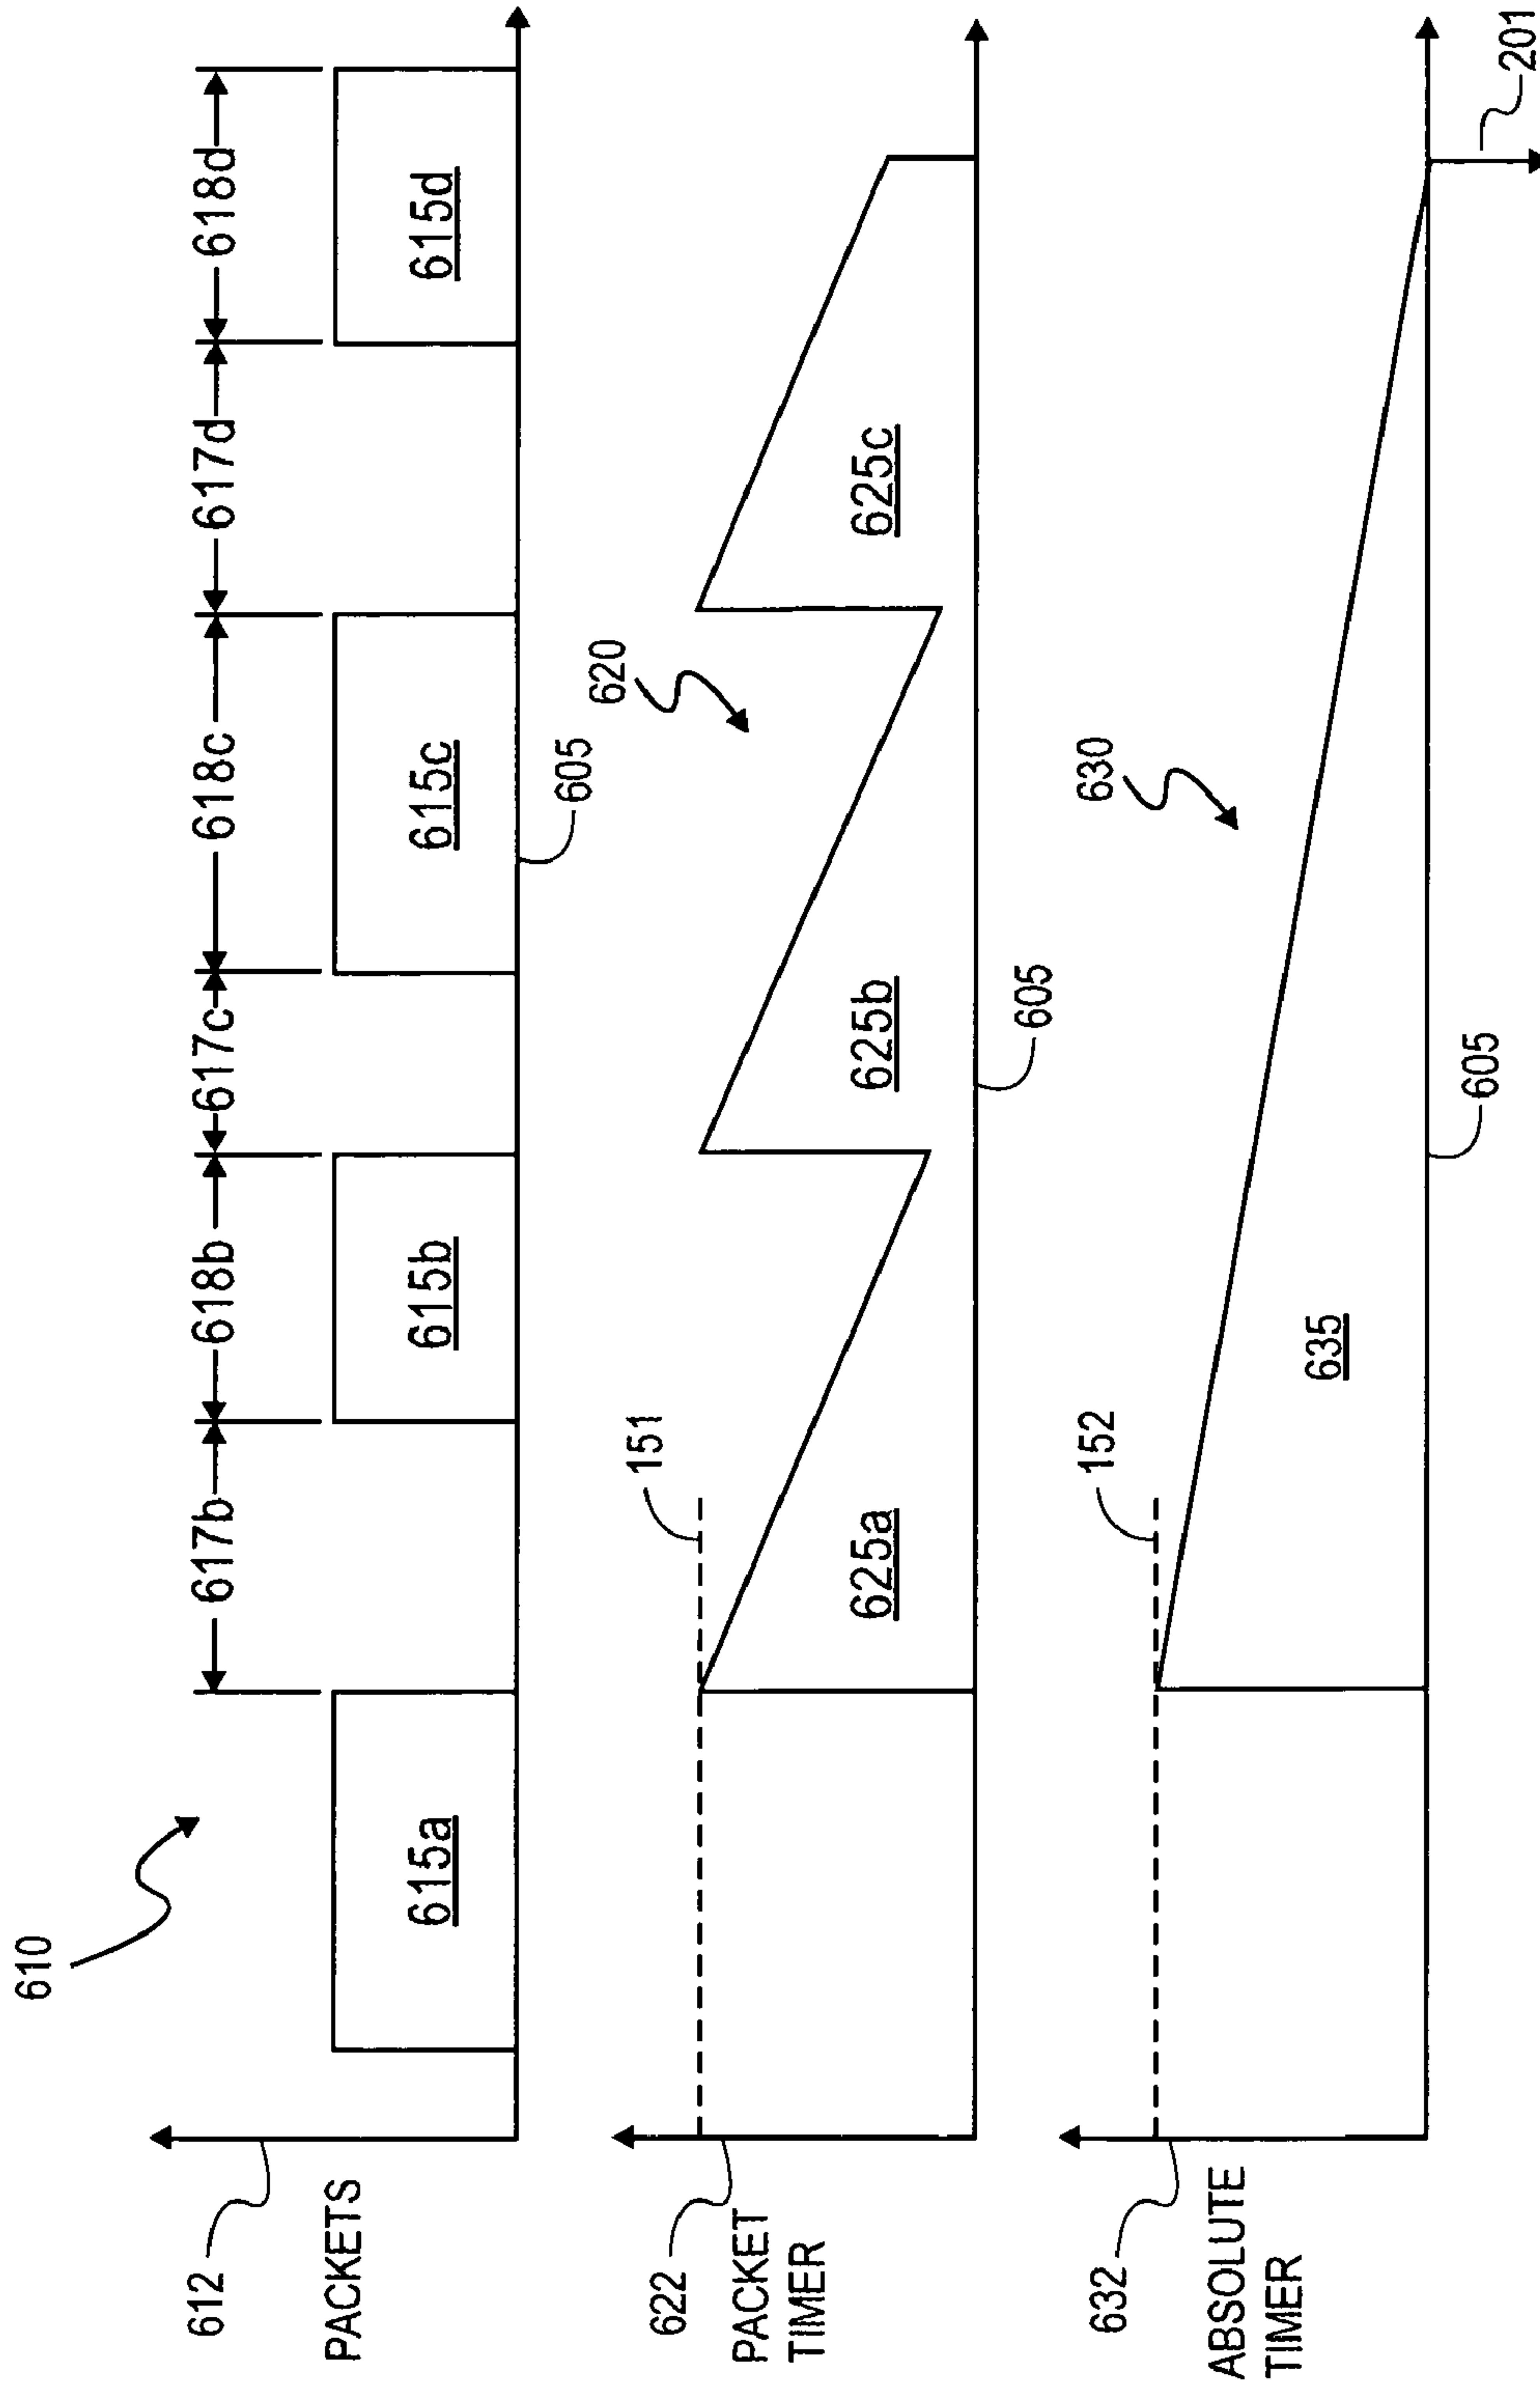 610
612
PACKETS
615a
617b
618b
615b
617c
618c
615c
617d
618d
615d
605
620
622
PACKET
TIMER
151
625a
625b
625c
605
630
632
ABSOLUTE
TIMER
152
635
605
201